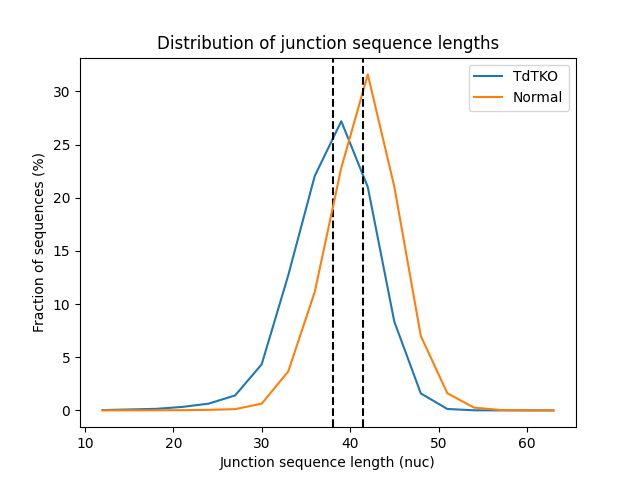 Distribution of junction sequence lengths
TdTKO
Normal
Fraction of sequences (%)
30
25
20
15
10
5
0
10 20 30 40 50 60
Junction sequence length (nuc)